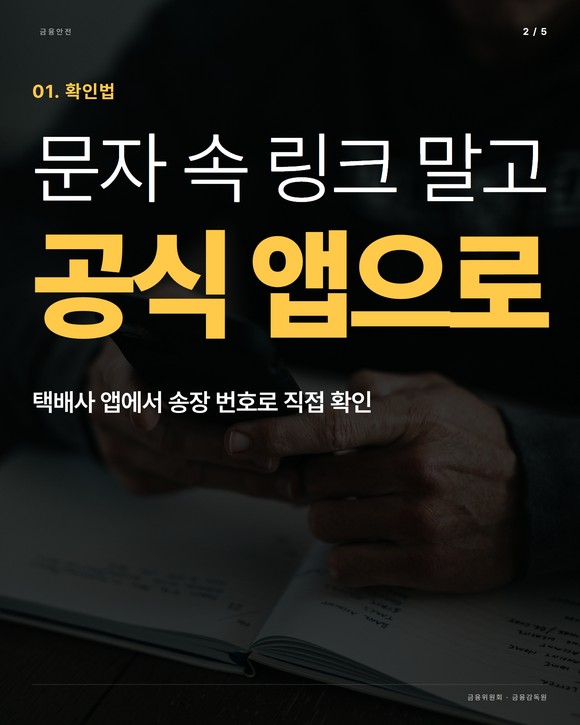 금융안전
2 / 5
01. 확인법
문자 속 링크 말고
공식 앱으로
택배사 앱에서 송장 번호로 직접 확인
금융위원회 · 금융감독원